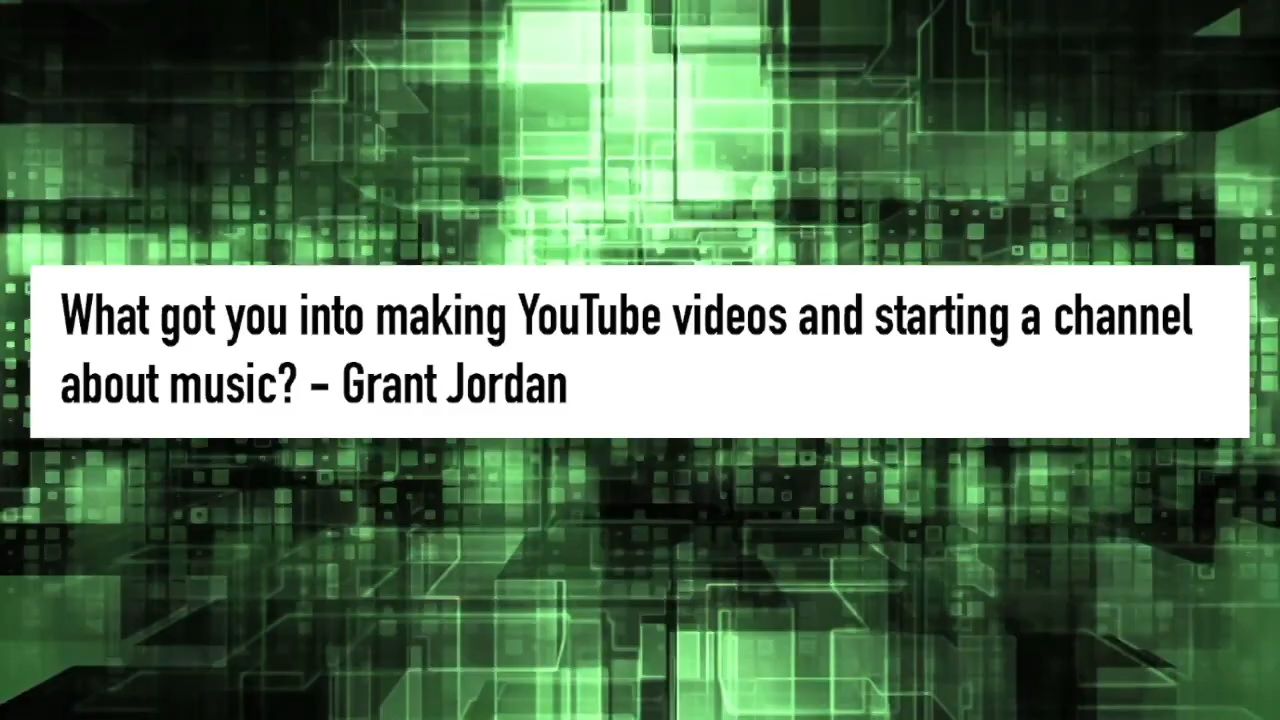 What got you into making YouTube videos and starting a channel
about music? - Grant Jordan